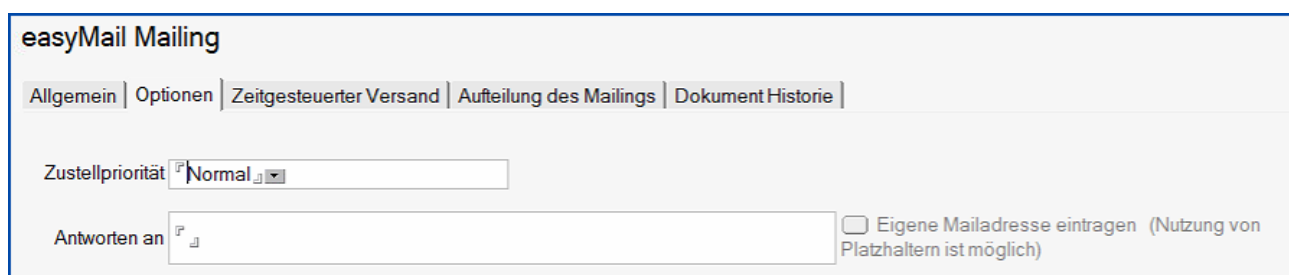 easyMail Mailing
Allgemein Optionen Zeitgesteuerter Versand Aufteilung des Mailings Dokument Historie
Zustellpriorität Normal
Antworten an Eigene Mailadresse eintragen (Nutzung von
Platzhaltern ist möglich)